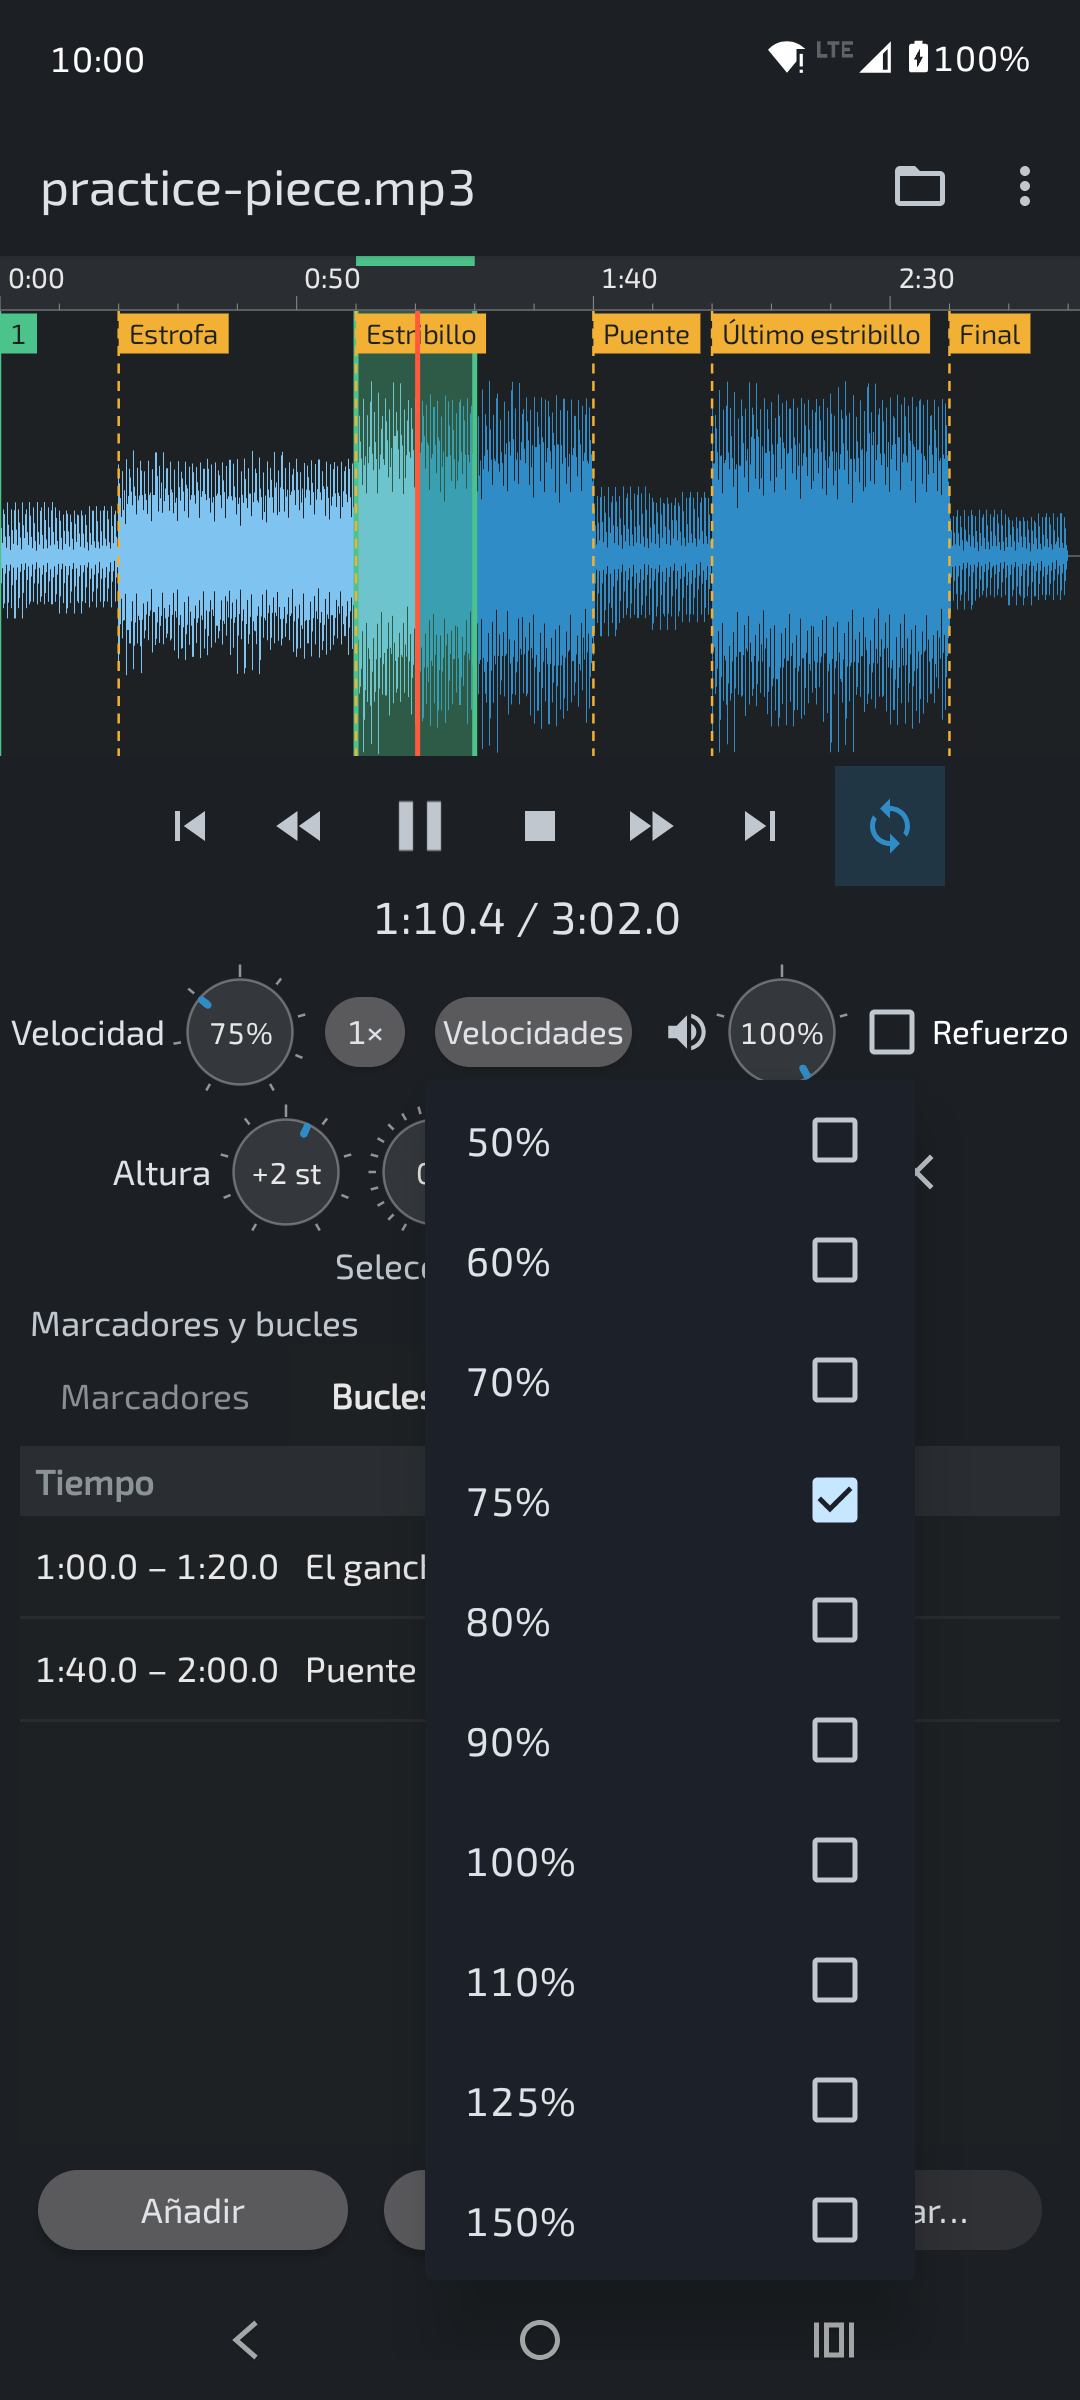 10:00 LTE 100%
practice-piece.mp3
0:00 0:50 1:40 2:30
1 Estrofa Estribillo Puente Último estribillo Final
1:10.4 / 3:02.0
Velocidad 75% 1× Velocidades 100% Refuerzo
Altura +2 st
Marcadores y bucles
Marcadores Bucles
Tiempo
1:00.0 – 1:20.0 El
1:40.0 – 2:00.0 Puente
50%
60%
70%
75%
80%
90%
100%
110%
125%
150%
Añadir